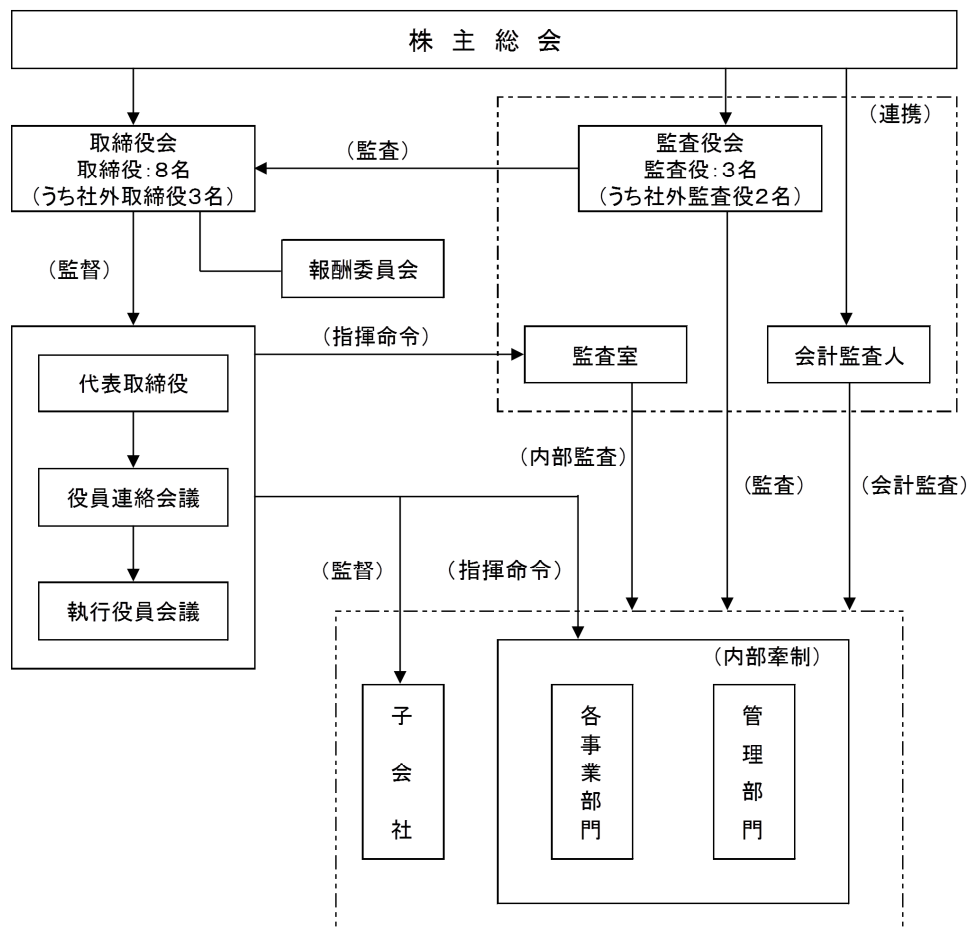 株主総会
（連携）
取締役会
取締役：８名
（うち社外取締役３名）
（監査）
監査役会
監査役：３名
（うち社外監査役２名）
（監督）
報酬委員会
（指揮命令）
監査室
会計監査人
代表取締役
（内部監査）
役員連絡会議
（監査）
（会計監査）
（監督）
（指揮命令）
執行役員会議
（内部牽制）
子会社
各事業部門
管理部門